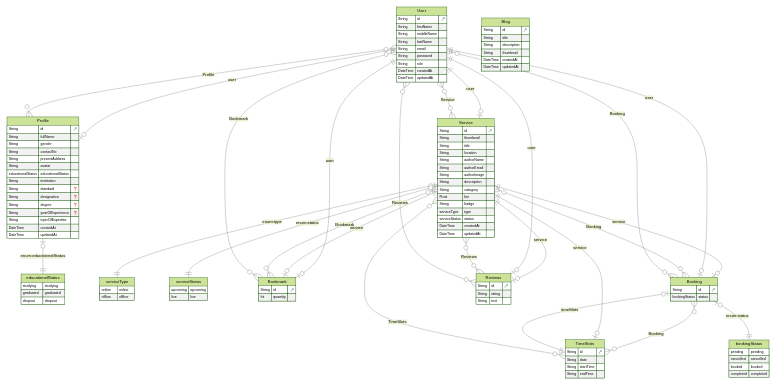 User
String id
String firstName
String middleName
String lastName
String email
String password
String role
DateTime createdAt
DateTime updatedAt
Blog
String id
String title
String description
String thumbnail
DateTime createdAt
DateTime updatedAt
Profile
user
Bookmark
user
Service
user
Reviews
user
Booking
user
Profile
String id
String fullName
String gender
String contactNo
String presentAddress
String avatar
educationalStatus educationalStatus
String institution
String standard ?
String designation ?
String degree ?
String yearOfExperience ?
String topicOfExpertise
DateTime createdAt
DateTime updatedAt
Service
String id
String thumbnail
String title
String location
String authorName
String authorEmail
String authorImage
String description
String category
Float fee
String badge
serviceType type
serviceStatus status
DateTime createdAt
DateTime updatedAt
enum:type
enum:status
Bookmark
service
Reviews
service
Booking
service
TimeSlots
service
enum:educationalStatus
educationalStatus
studying studying
graduated graduated
dropout dropout
serviceType
online online
offline offline
serviceStatus
upcoming upcoming
live live
Bookmark
String id
Int quantity
Reviews
String id
String rating
String text
Booking
String id
bookingStatus status
timeSlots
Booking
enum:status
TimeSlots
String id
String date
String startTime
String endTime
bookingStatus
pending pending
cancelled cancelled
booked booked
completed completed